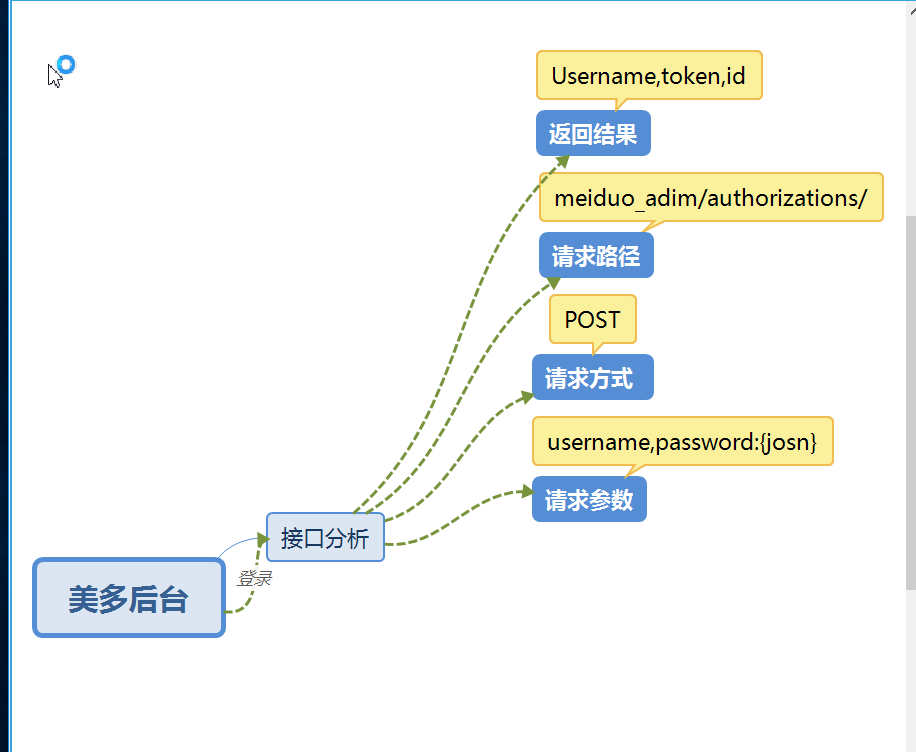 Username,token,id
返回结果
meiduo_adim/authorizations/
请求路径
POST
请求方式
username,password:{josn}
请求参数
接口分析
登录
美多后台